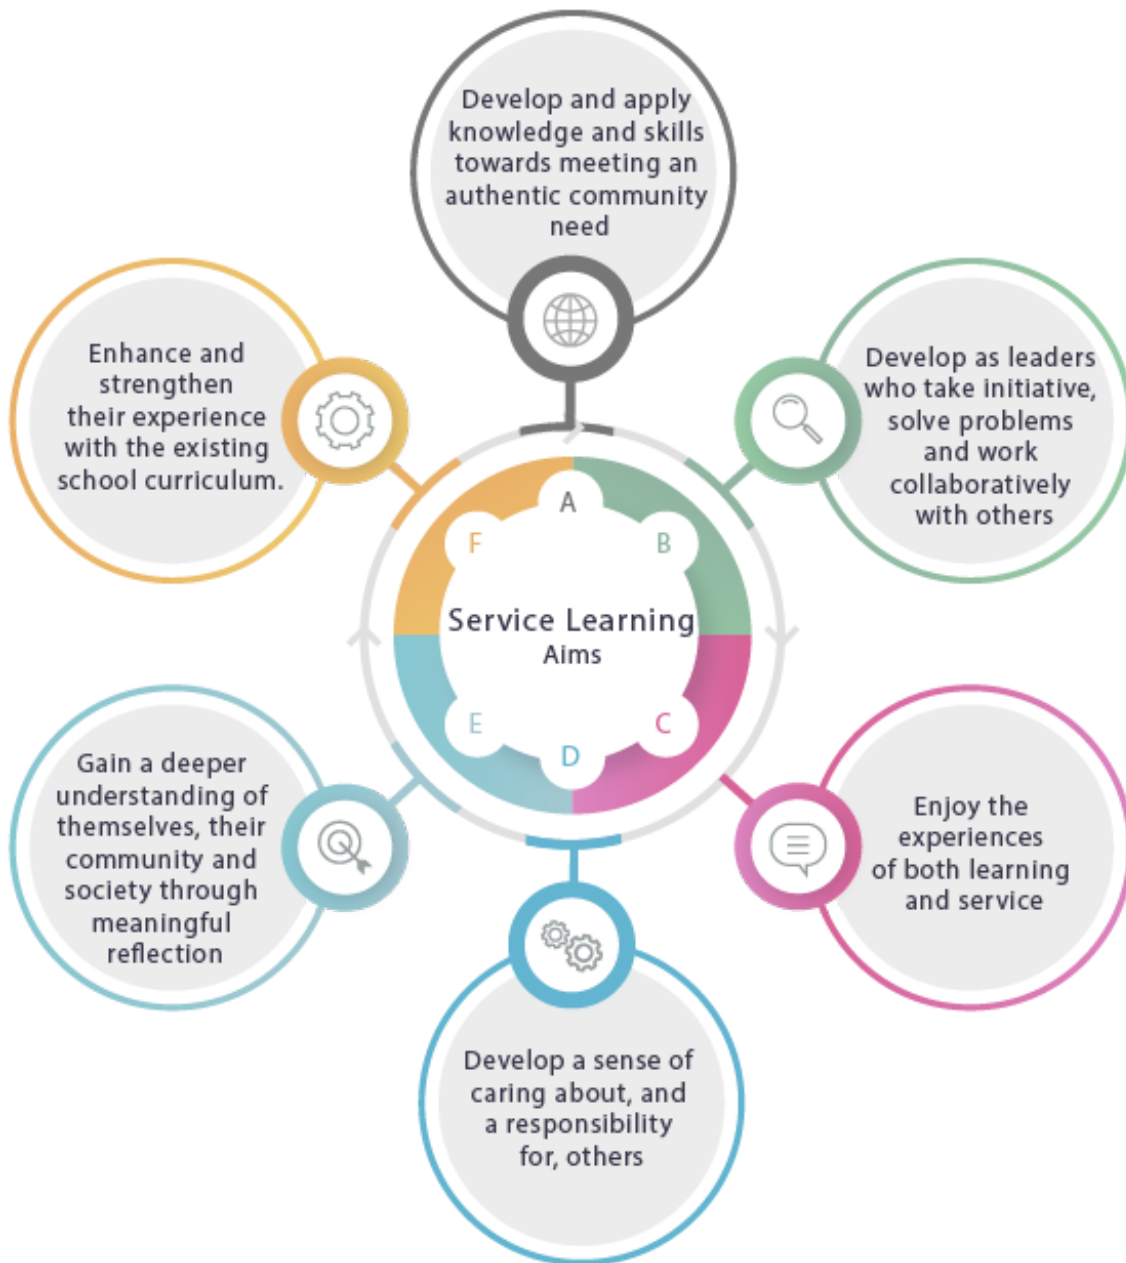 Develop and apply
knowledge and skills
towards meeting an
authentic community
need
Enhance and
strengthen
their experience
with the existing
school curriculum.
Develop as leaders
who take initiative,
solve problems
and work
collaboratively
with others
A
B
C
D
E
F
Service Learning
Aims
Gain a deeper
understanding of
themselves, their
community and
society through
meaningful
reflection
Enjoy the
experiences
of both learning
and service
Develop a sense of
caring about, and
a responsibility
for, others